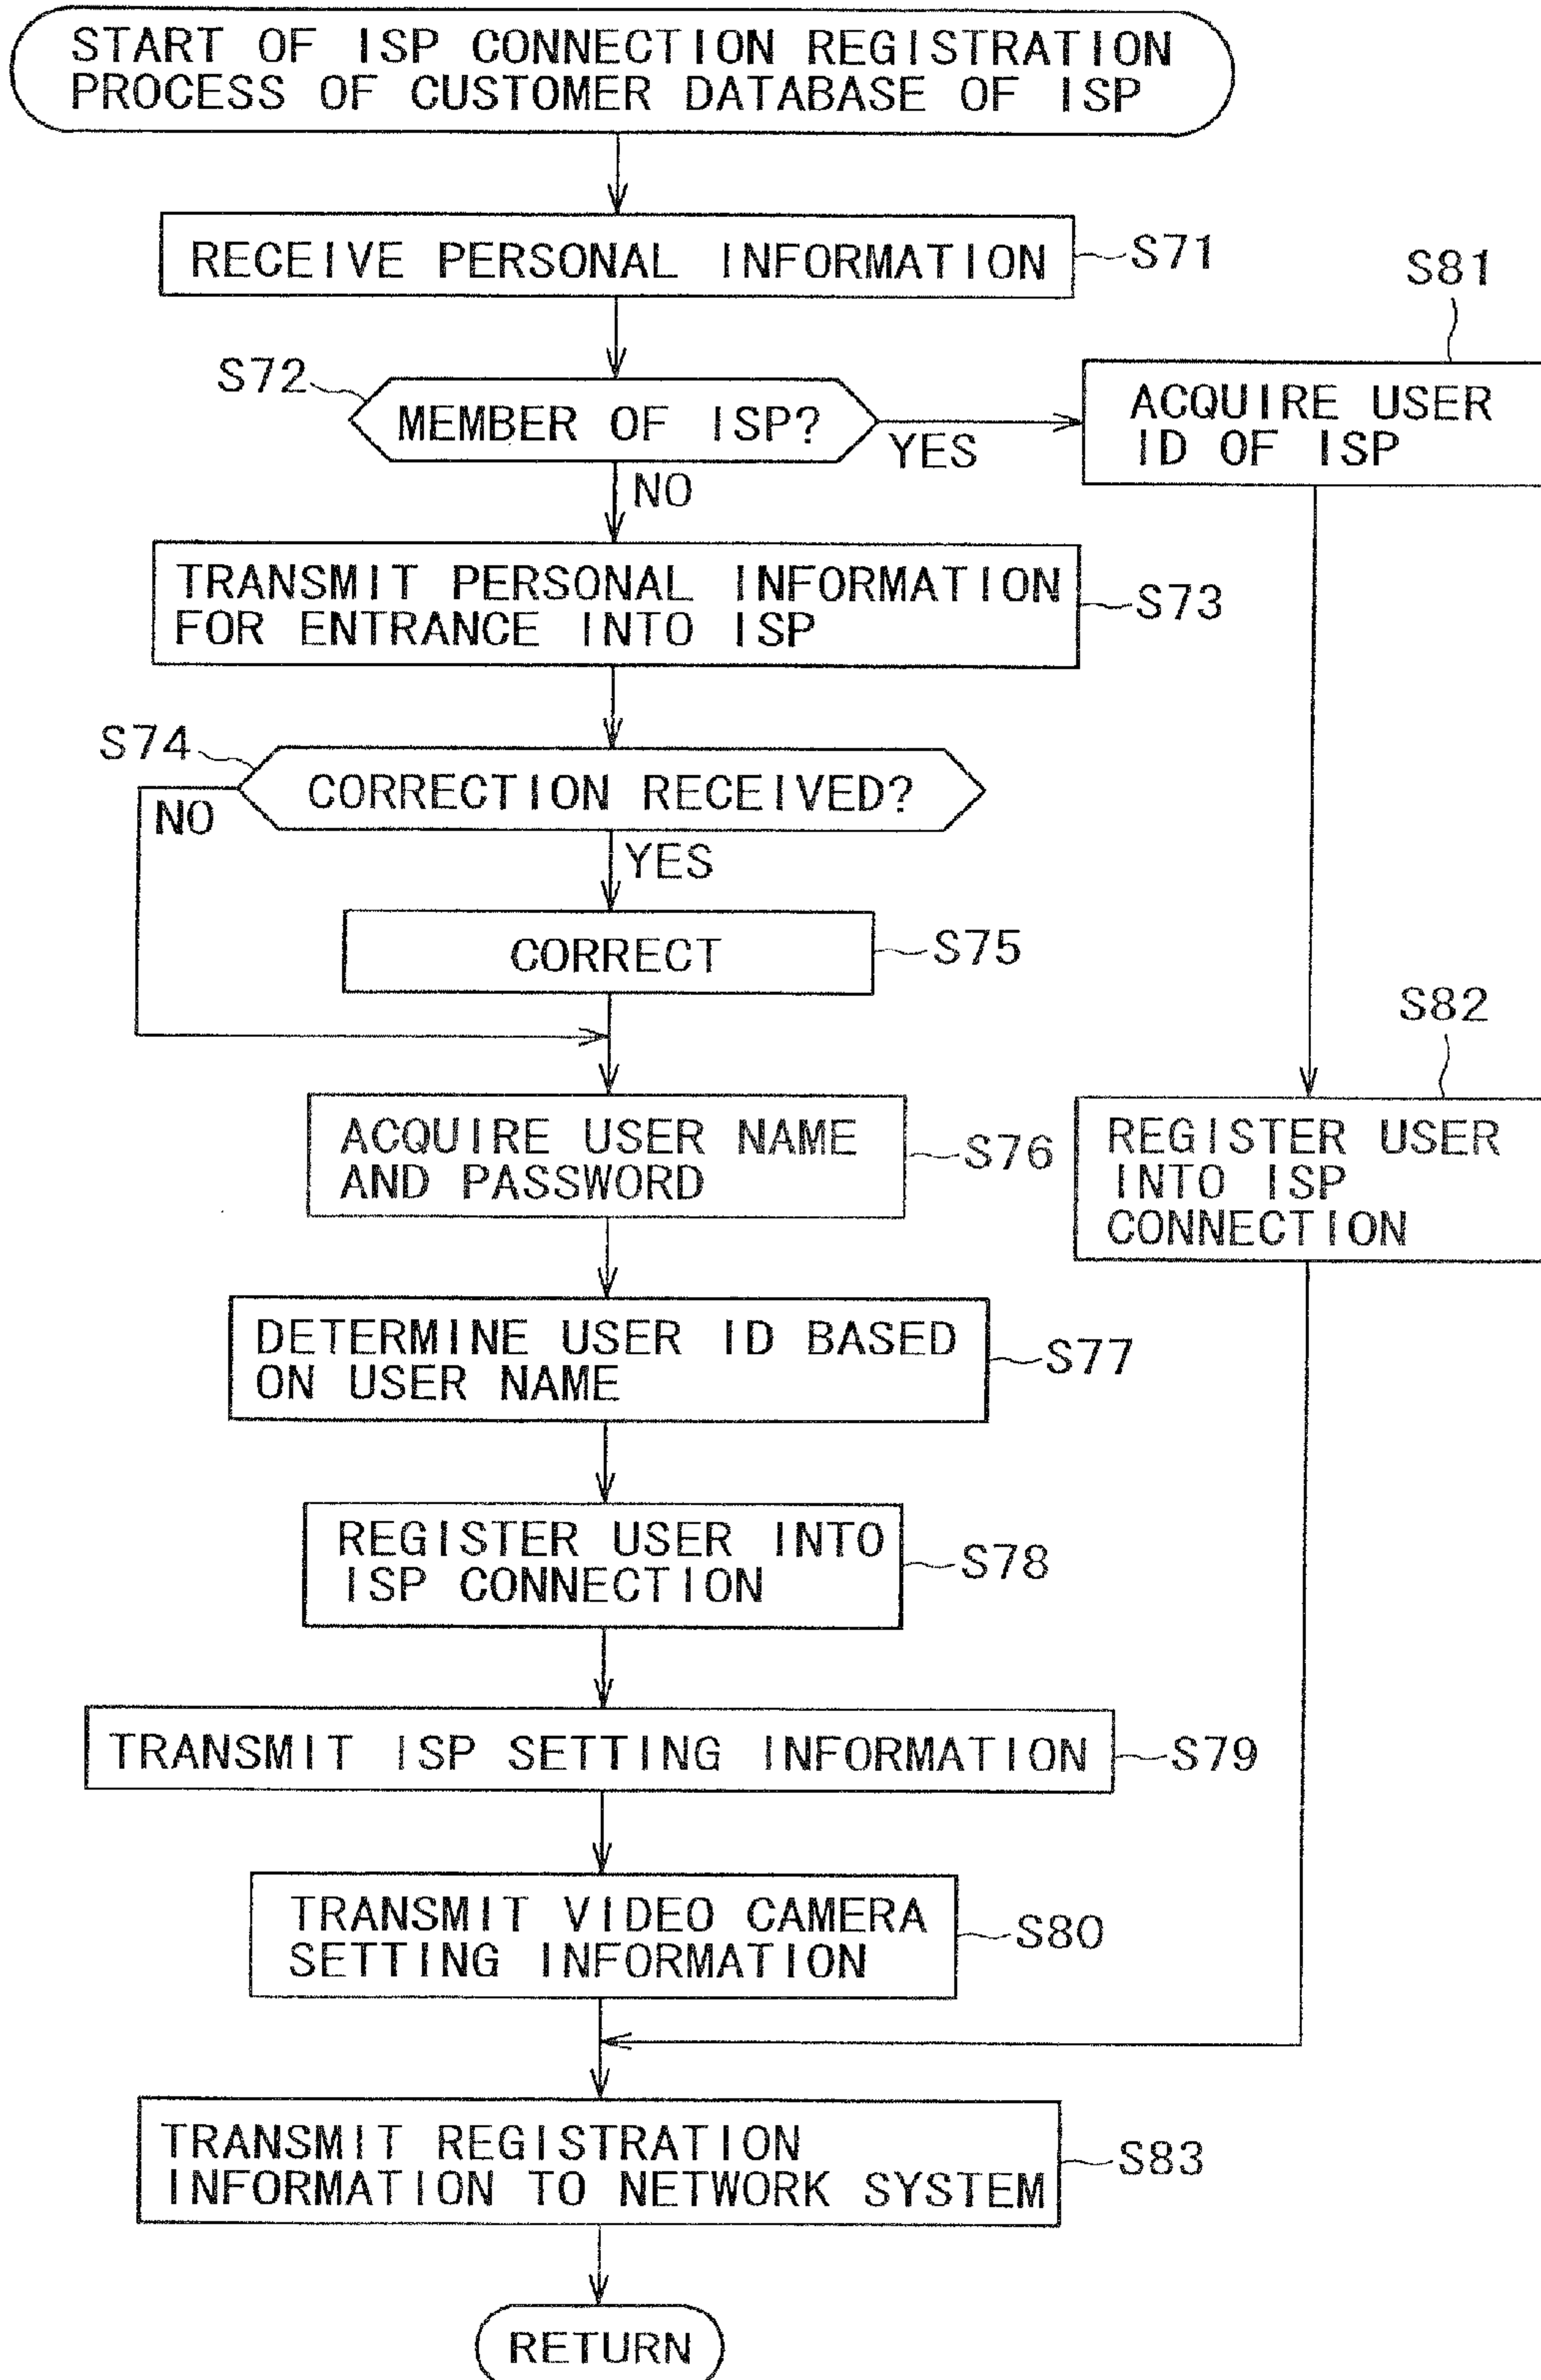 START OF ISP CONNECTION REGISTRATION
PROCESS OF CUSTOMER DATABASE OF ISP
RECEIVE PERSONAL INFORMATION
S71
S81
S72
MEMBER OF ISP?
YES
ACQUIRE USER
ID OF ISP
NO
TRANSMIT PERSONAL INFORMATION
FOR ENTRANCE INTO ISP
S73
S74
CORRECTION RECEIVED?
NO
YES
CORRECT
S75
S82
ACQUIRE USER NAME
AND PASSWORD
S76
REGISTER USER
INTO ISP
CONNECTION
DETERMINE USER ID BASED
ON USER NAME
S77
REGISTER USER INTO
ISP CONNECTION
S78
TRANSMIT ISP SETTING INFORMATION
S79
TRANSMIT VIDEO CAMERA
SETTING INFORMATION
S80
TRANSMIT REGISTRATION
INFORMATION TO NETWORK SYSTEM
S83
RETURN